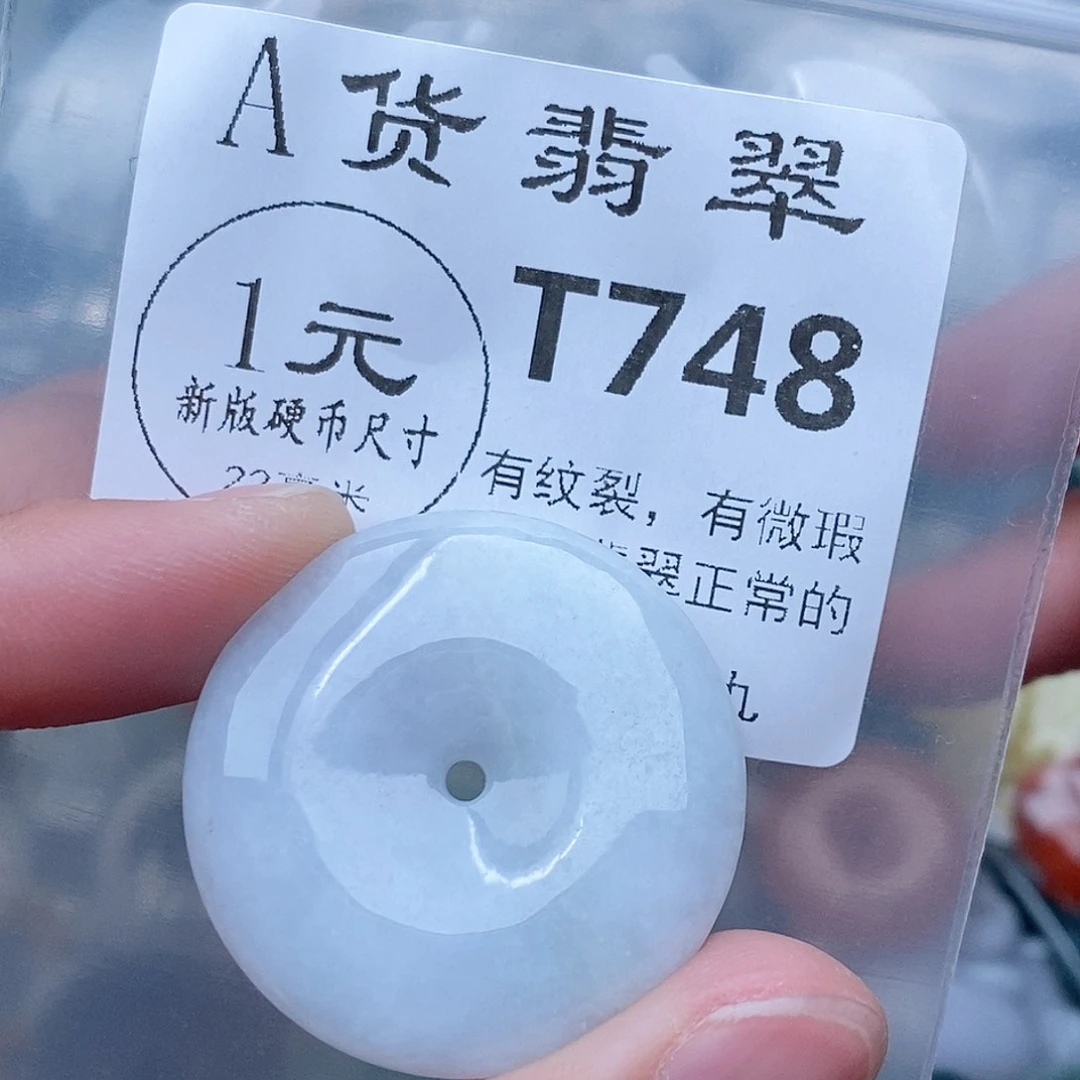 A货翡翠
1元
T748
新版硬币尺寸
有纹裂，有微瑕
翠正常的